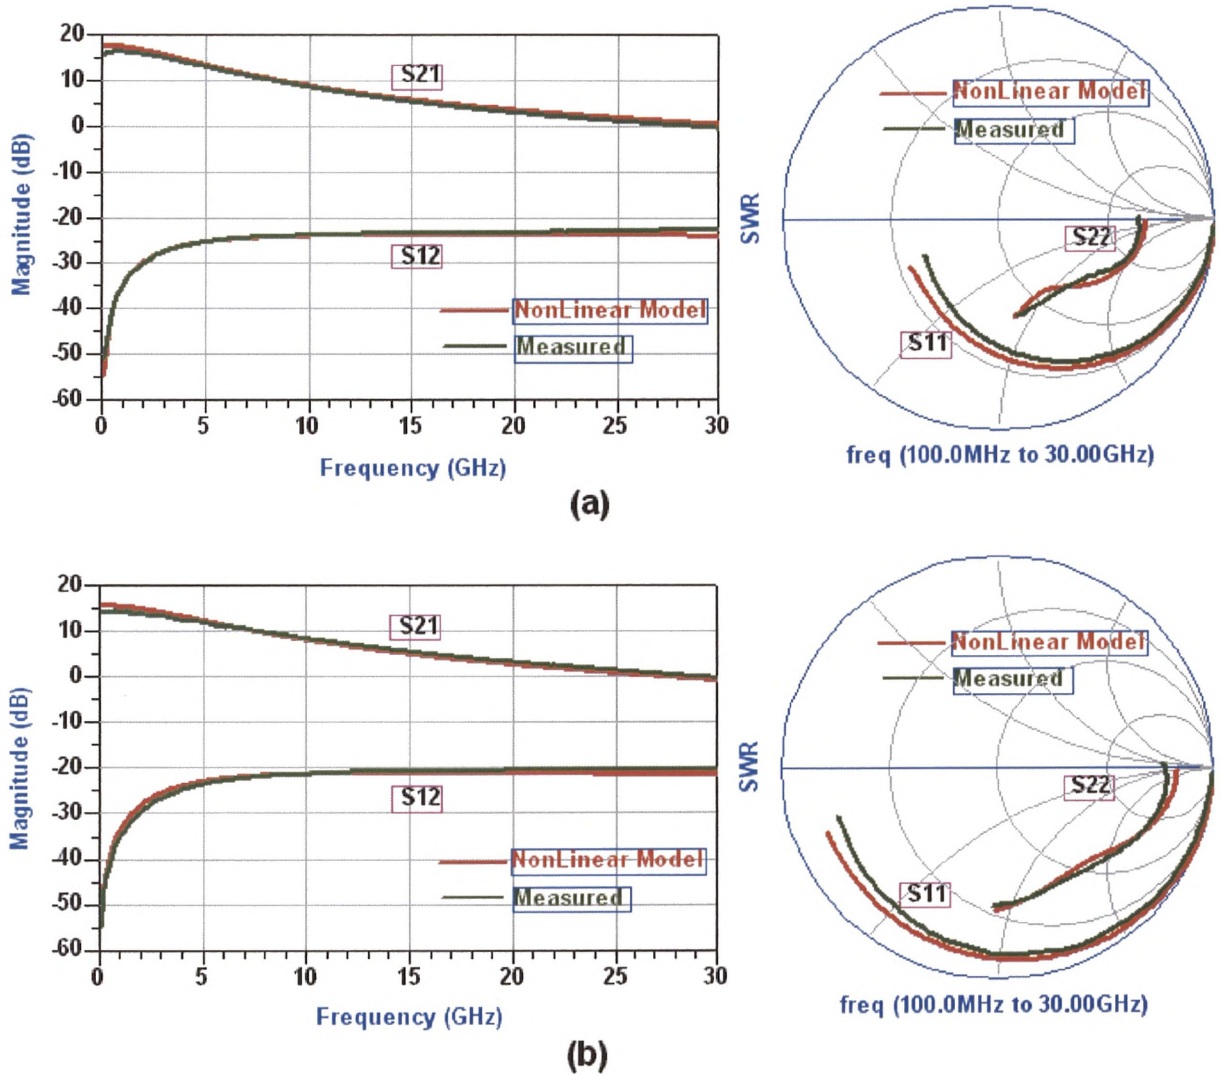 20
10
0
-10
-20
-30
-40
-50
-60
Magnitude (dB)
S21
S12
NonLinear Model
Measured
0 5 10 15 20 25 30
Frequency (GHz)
SWR
NonLinear Model
Measured
S22
S11
freq (100.0MHz to 30.00GHz)
(a)
20
10
0
-10
-20
-30
-40
-50
-60
Magnitude (dB)
S21
S12
NonLinear Model
Measured
0 5 10 15 20 25 30
Frequency (GHz)
SWR
NonLinear Model
Measured
S22
S11
freq (100.0MHz to 30.00GHz)
(b)